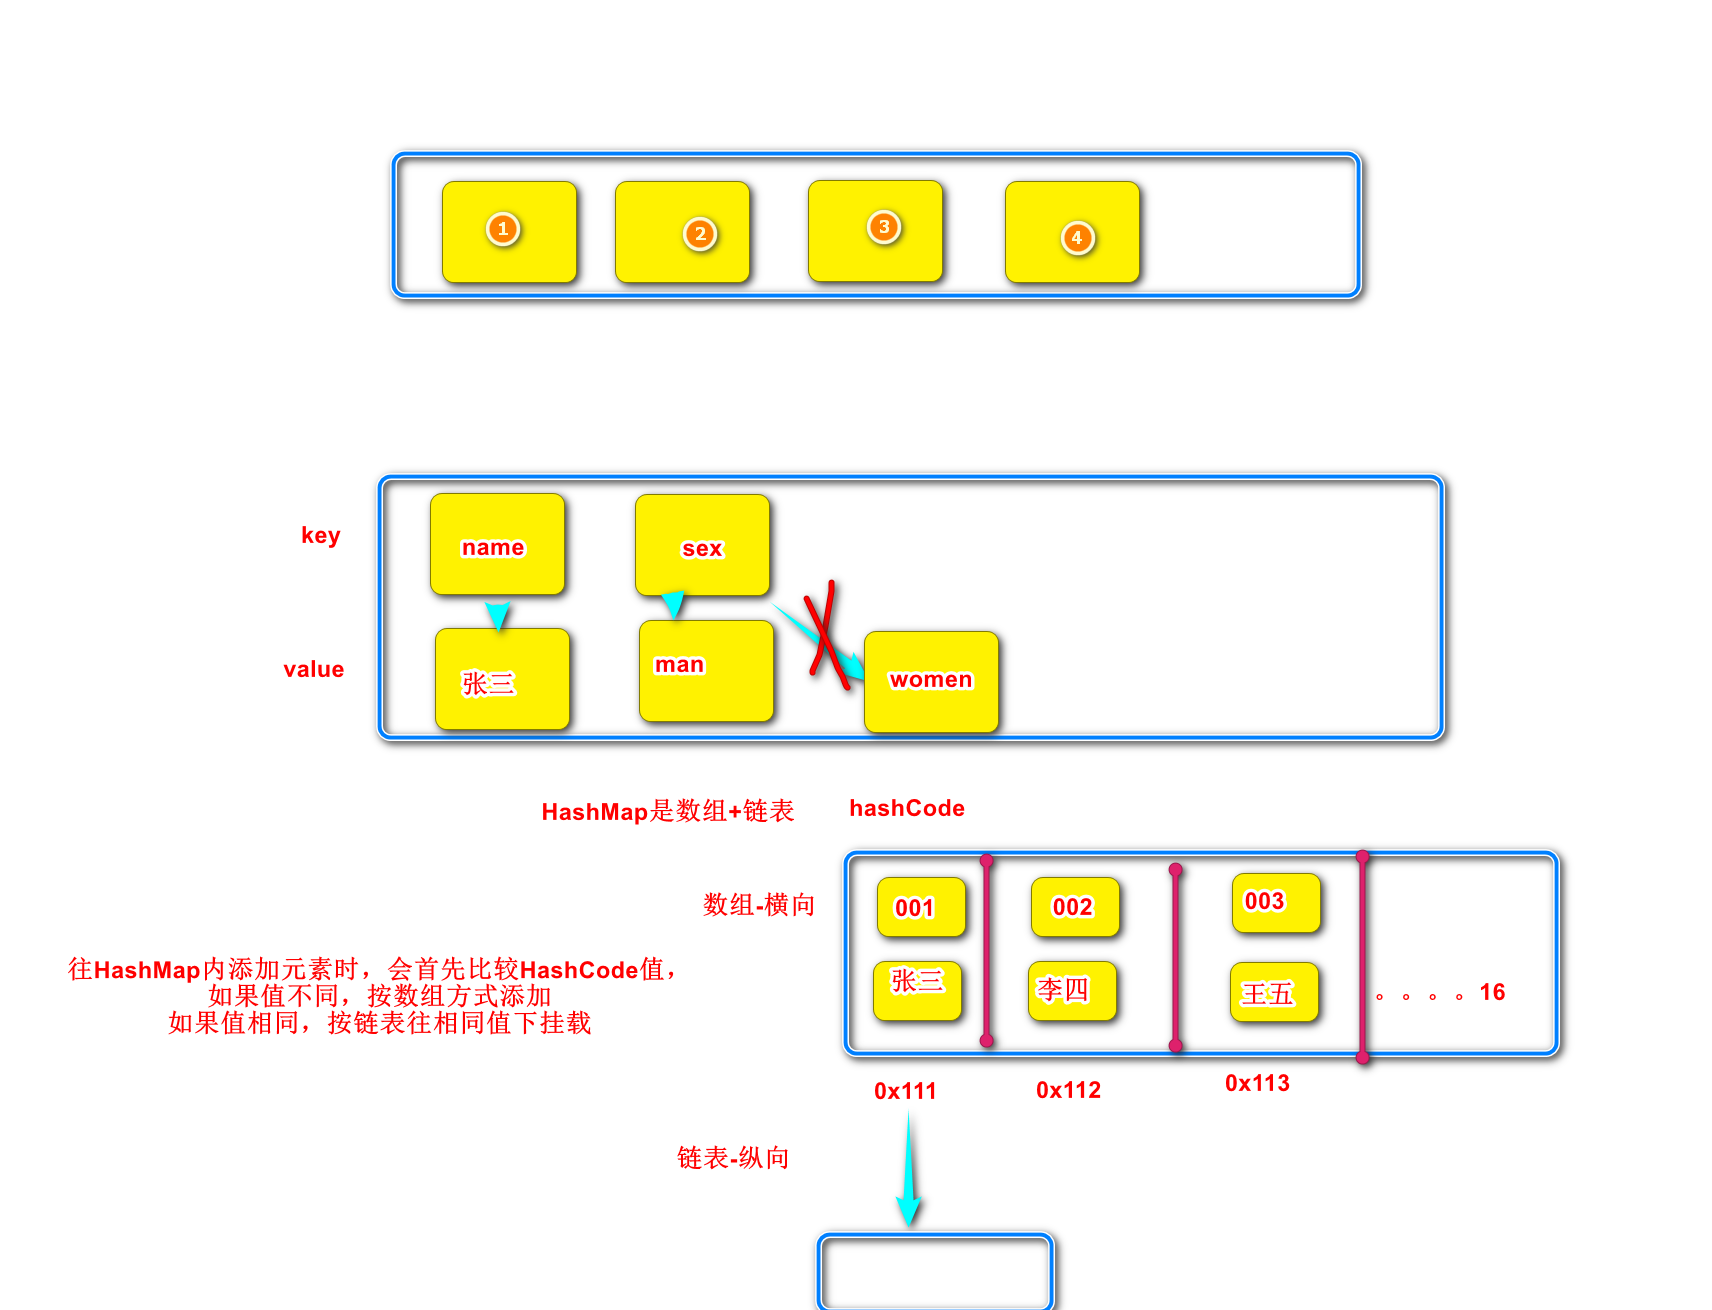 1
2
3
4
key
name
sex
value
张三
man
women
HashMap是数组+链表
hashCode
数组-横向
001
002
003
往HashMap内添加元素时，会首先比较HashCode值，
如果值不同，按数组方式添加
如果值相同，按链表往相同值下挂载
张三
李四
王五
。。。。16
0x111
0x112
0x113
链表-纵向